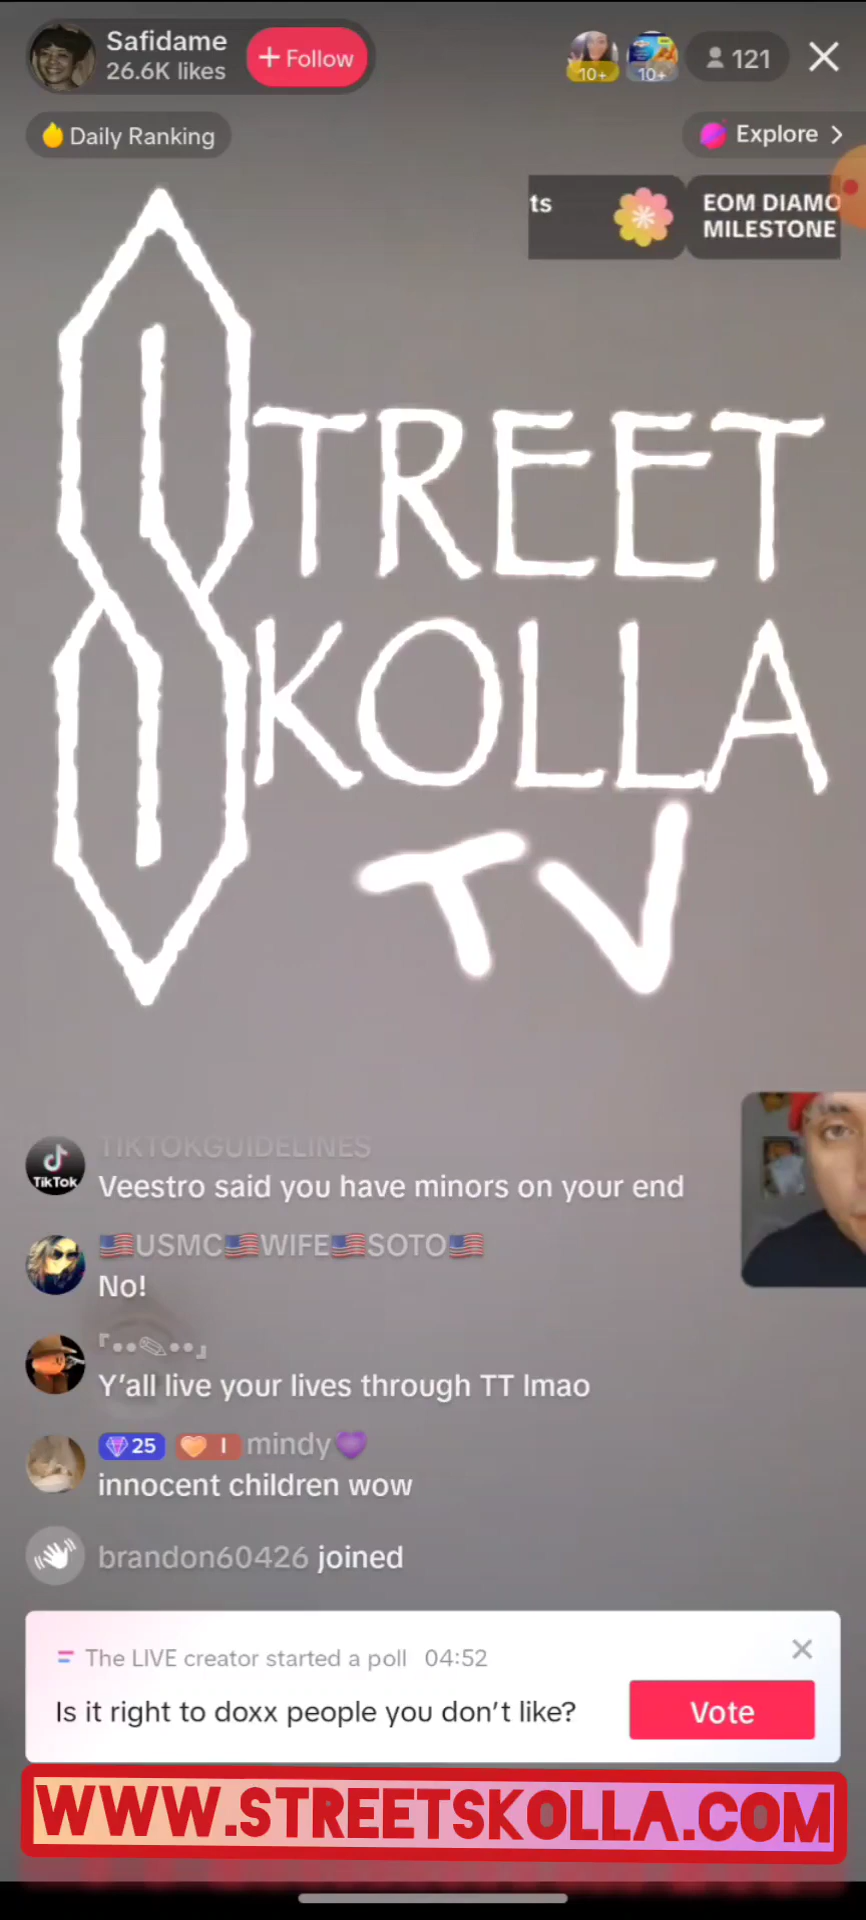 Safidame
26.6K likes
+ Follow
10+
10+
121
Daily Ranking
Explore >
ts
EOM DIAMO
MILESTONE
STREET
SKOLLA
TV
TikTok
TIKTOKGUIDELINES
Veestro said you have minors on your end
🇺🇸USMC🇺🇸WIFE🇺🇸SOTO🇺🇸
No!
『••✎••』
Y'all live your lives through TT lmao
25 I mindy💜
innocent children wow
brandon60426 joined
The LIVE creator started a poll 04:52
Is it right to doxx people you don't like?
Vote
WWW.STREETSKOLLA.COM